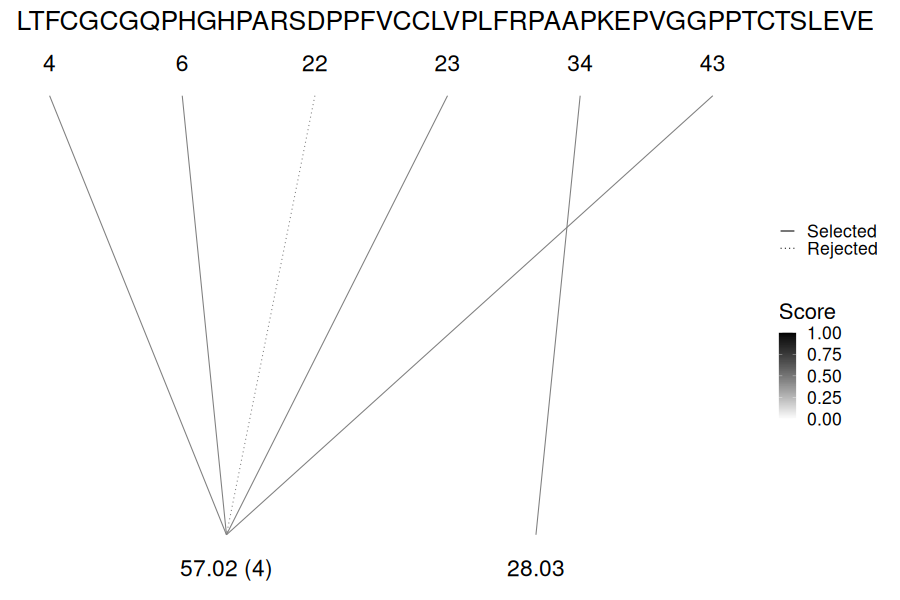 LTFCGCGQPHGHPARSDPPFVCCLVPLFRPAAPKEPVGGPPTCTSLEVE
4 6 22 23 34 43
Selected
Rejected
Score
1.00
0.75
0.50
0.25
0.00
57.02 (4) 28.03